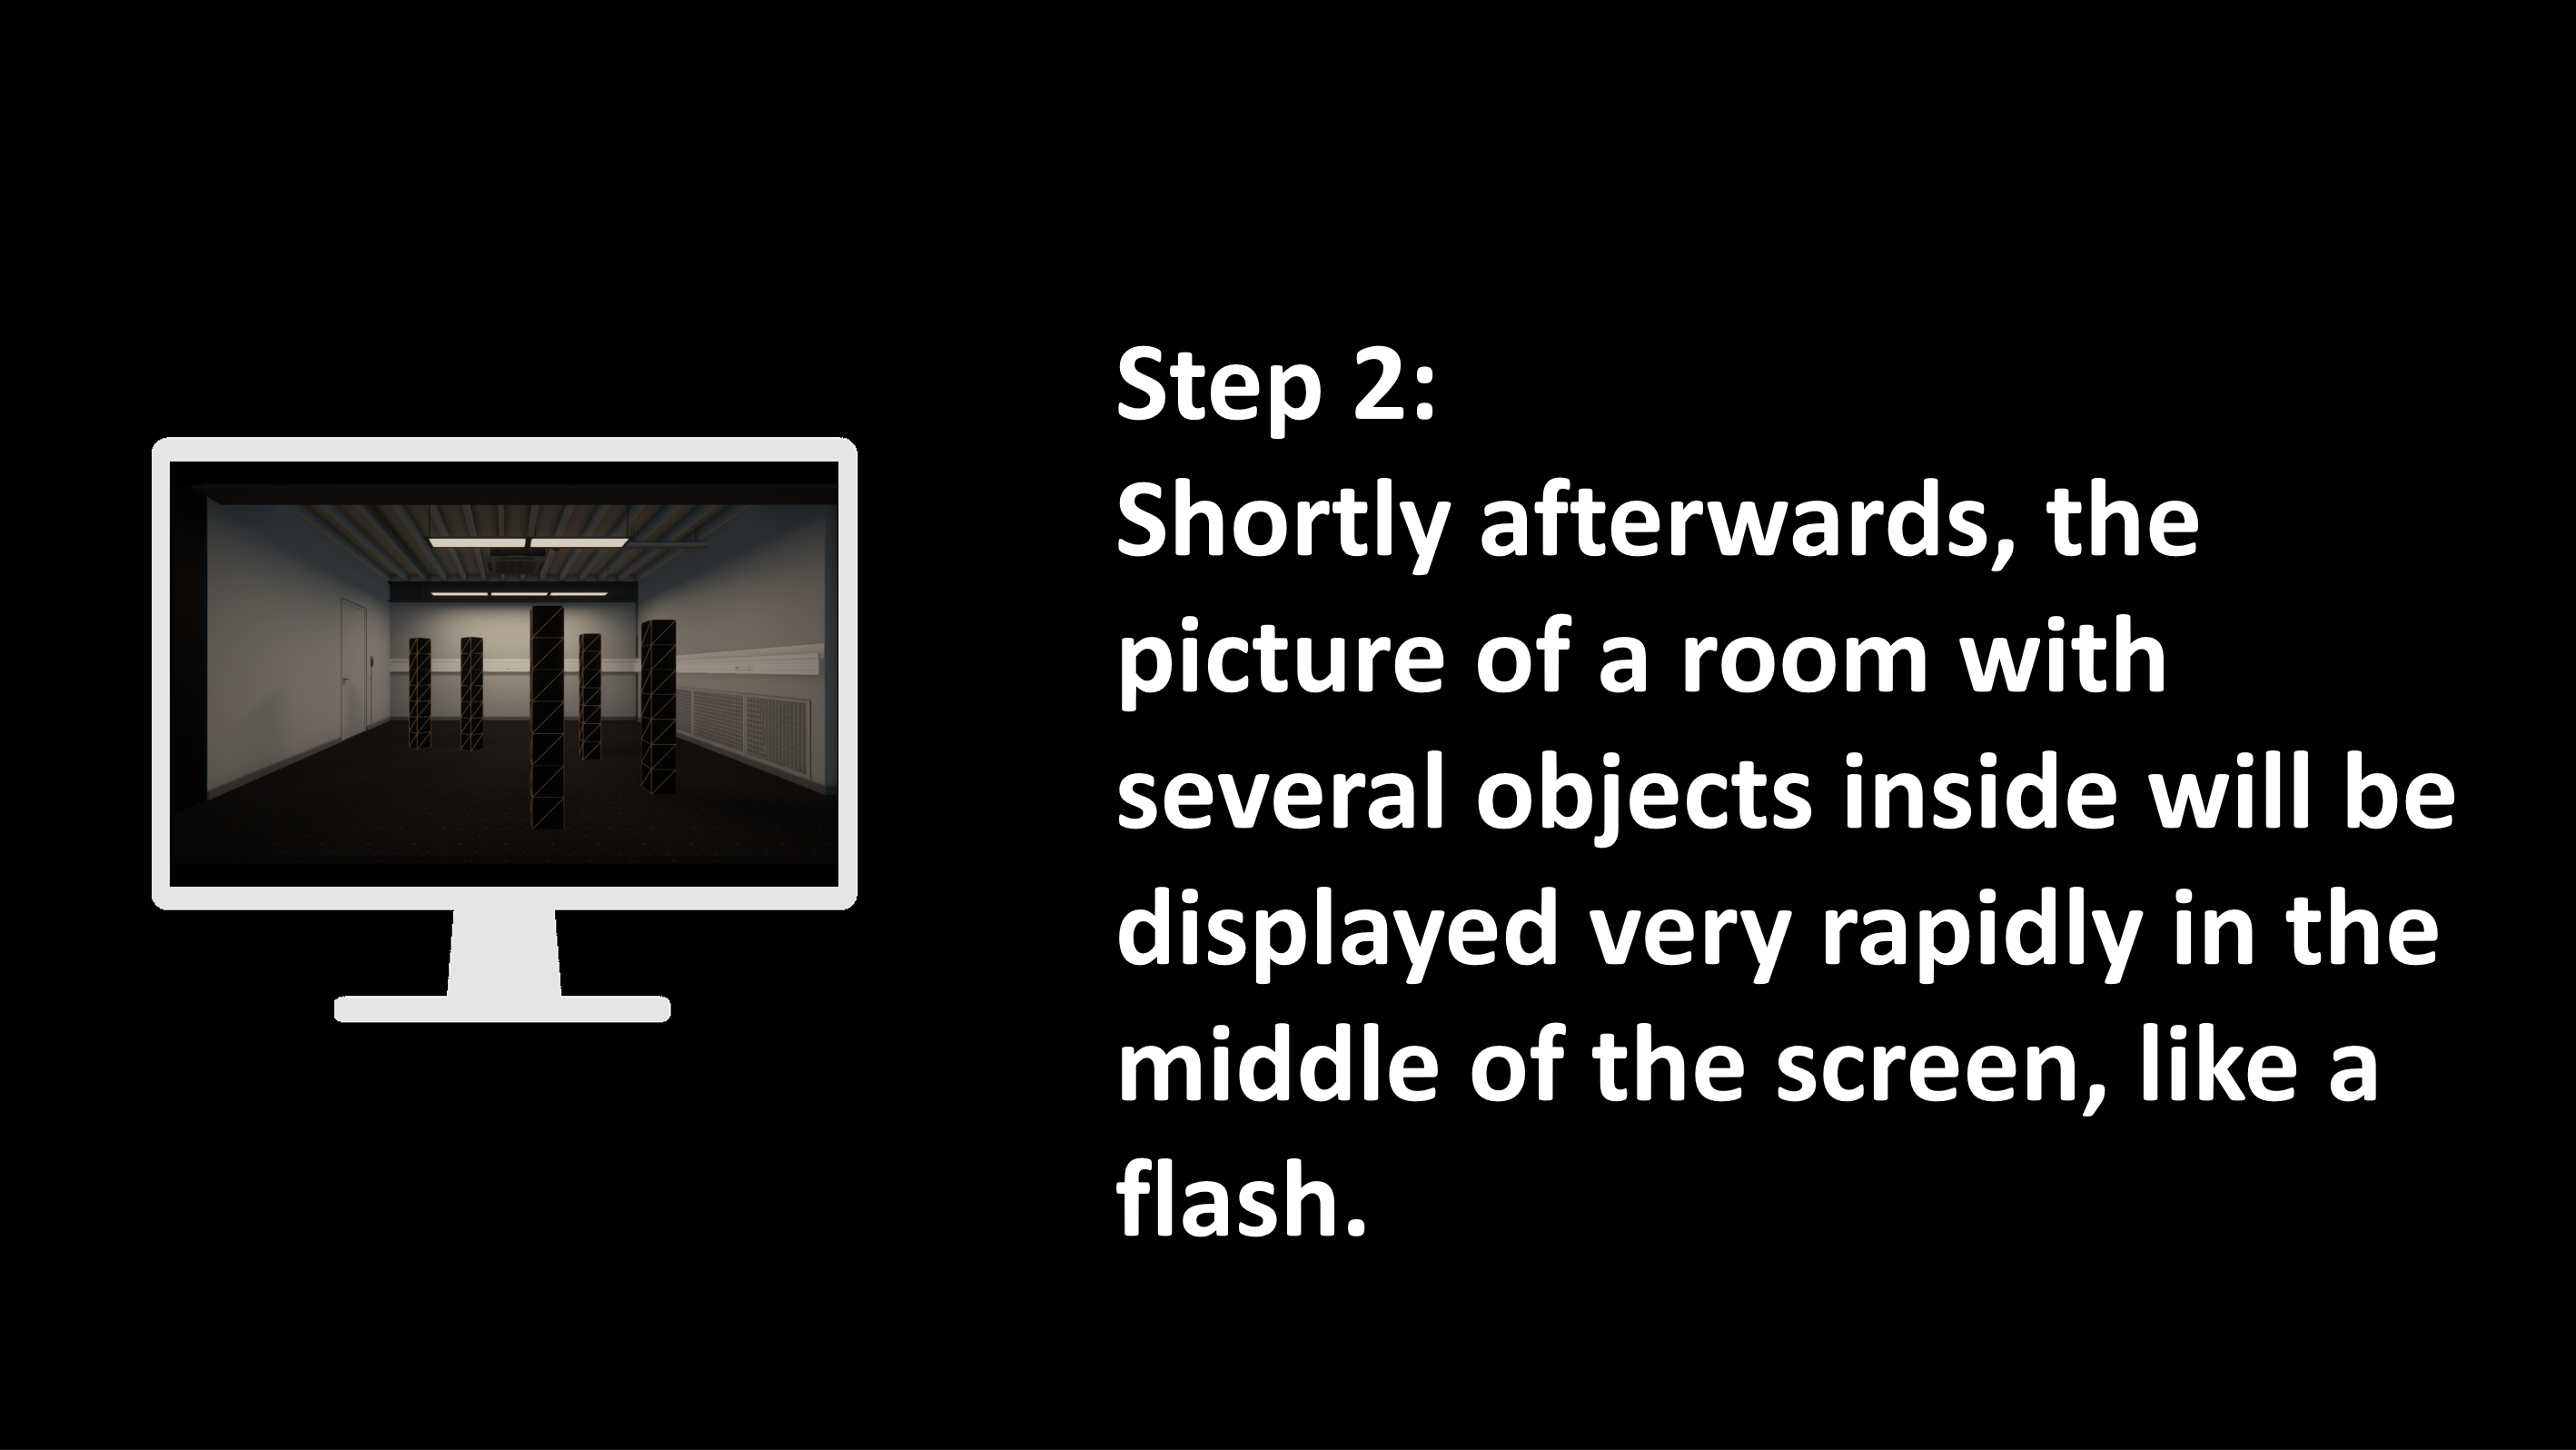 Step 2:
Shortly afterwards, the
picture of a room with
several objects inside will be
displayed very rapidly in the
middle of the screen, like a
flash.